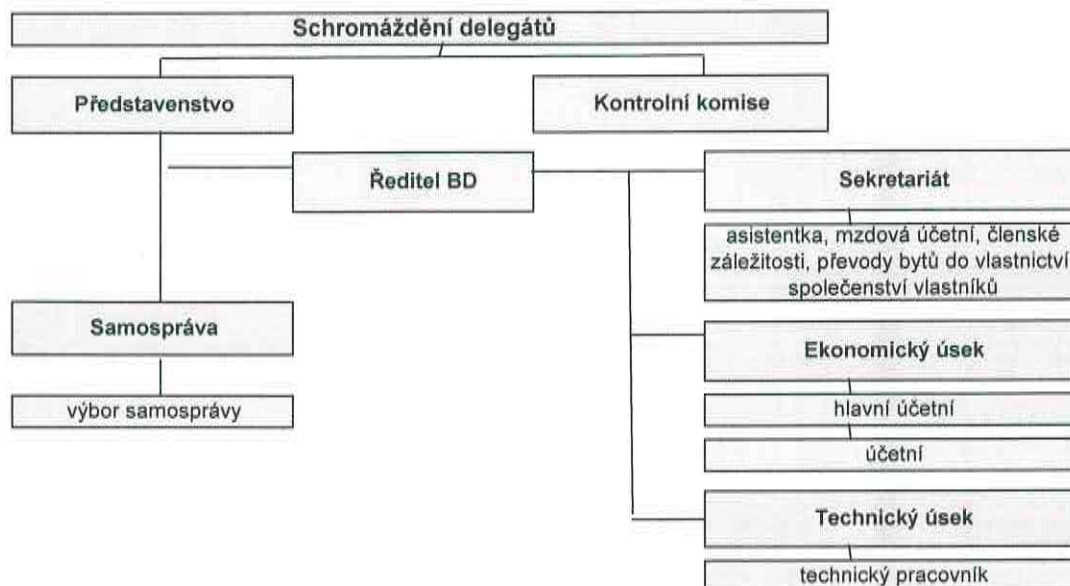 Schromáždění delegátů
Představenstvo
Kontrolní komise
Ředitel BD
Sekretariát
asistentka, mzdová účetní, členské
záležitosti, převody bytů do vlastnictví
společenství vlastníků
Samospráva
výbor samosprávy
Ekonomický úsek
hlavní účetní
účetní
Technický úsek
technický pracovník